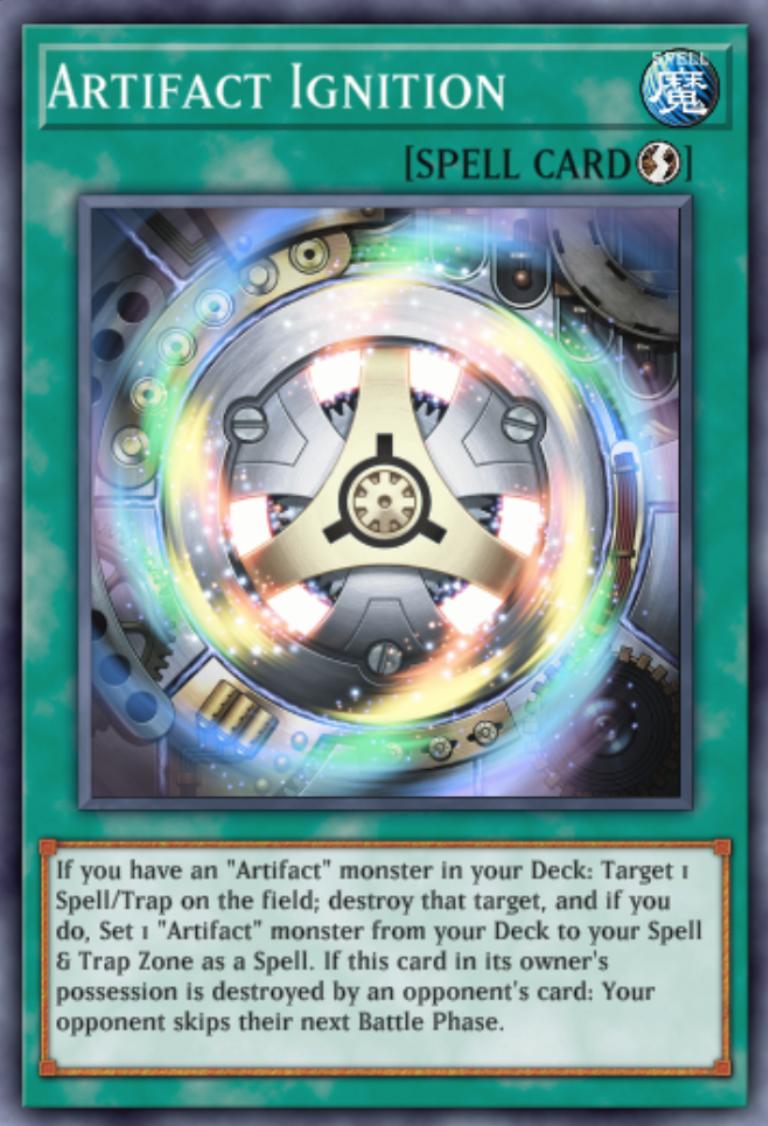 ARTIFACT IGNITION
SPELL
魔
[SPELL CARD]
If you have an "Artifact" monster in your Deck: Target 1
Spell/Trap on the field; destroy that target, and if you
do, Set 1 "Artifact" monster from your Deck to your Spell
& Trap Zone as a Spell. If this card in its owner's
possession is destroyed by an opponent's card: Your
opponent skips their next Battle Phase.